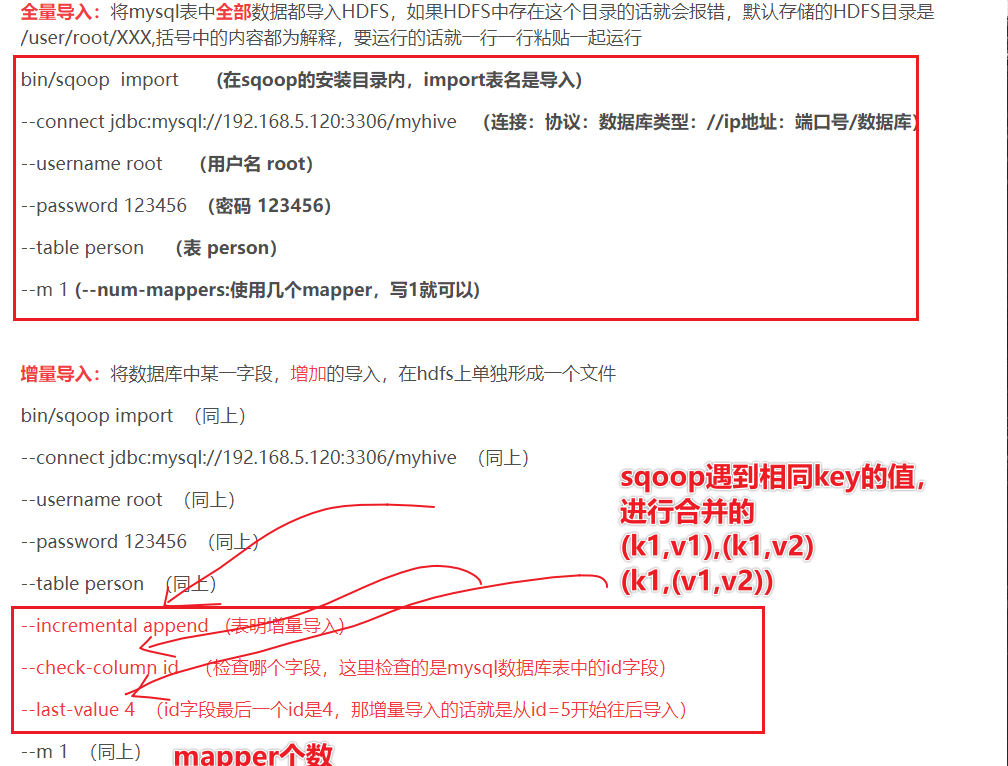 全量导入：将mysql表中全部数据都导入HDFS，如果HDFS中存在这个目录的话就会报错，默认存储的HDFS目录是
/user/root/XXX,括号中的内容都为解释，要运行的话就一行一行粘贴一起运行
bin/sqoop import （在sqoop的安装目录内，import表名是导入）
--connect jdbc:mysql://192.168.5.120:3306/myhive （连接：协议：数据库类型：//ip地址：端口号/数据库）
--username root （用户名 root）
--password 123456 （密码 123456）
--table person （表 person）
--m 1 (--num-mappers:使用几个mapper，写1就可以)
增量导入：将数据库中某一字段，增加的导入，在hdfs上单独形成一个文件
bin/sqoop import （同上）
--connect jdbc:mysql://192.168.5.120:3306/myhive （同上）
--username root （同上）
--password 123456 （同上）
--table person （同上）
sqoop遇到相同key的值，
进行合并的
(k1,v1),(k1,v2)
(k1,(v1,v2))
--incremental append （表明增量导入）
--check-column id （检查哪个字段，这里检查的是mysql数据库表中的id字段）
--last-value 4 （id字段最后一个id是4，那增量导入的话就是从id=5开始往后导入）
--m 1 （同上）
mapper个数